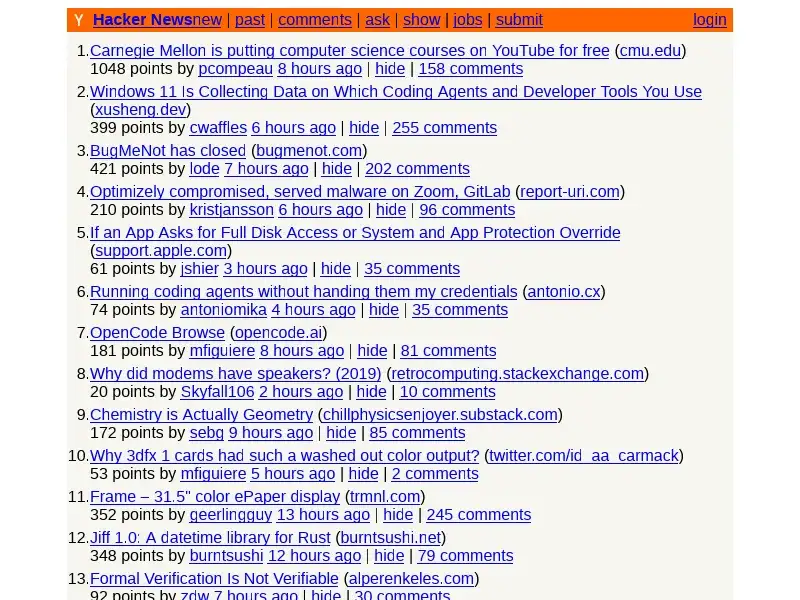 Y Hacker Newsnew | past | comments | ask | show | jobs | submit login
1. Carnegie Mellon is putting computer science courses on YouTube for free (cmu.edu)
1048 points by pcompeau 8 hours ago | hide | 158 comments
2. Windows 11 Is Collecting Data on Which Coding Agents and Developer Tools You Use
(xusheng.dev)
399 points by cwaffles 6 hours ago | hide | 255 comments
3. BugMeNot has closed (bugmenot.com)
421 points by lode 7 hours ago | hide | 202 comments
4. Optimizely compromised, served malware on Zoom, GitLab (report-uri.com)
210 points by kristjansson 6 hours ago | hide | 96 comments
5. If an App Asks for Full Disk Access or System and App Protection Override
(support.apple.com)
61 points by jshier 3 hours ago | hide | 35 comments
6. Running coding agents without handing them my credentials (antonio.cx)
74 points by antoniomika 4 hours ago | hide | 35 comments
7. OpenCode Browse (opencode.ai)
181 points by mfiguiere 8 hours ago | hide | 81 comments
8. Why did modems have speakers? (2019) (retrocomputing.stackexchange.com)
20 points by Skyfall106 2 hours ago | hide | 10 comments
9. Chemistry is Actually Geometry (chillphysicsenjoyer.substack.com)
172 points by sebg 9 hours ago | hide | 85 comments
10. Why 3dfx 1 cards had such a washed out color output? (twitter.com/id_aa_carmack)
53 points by mfiguiere 5 hours ago | hide | 2 comments
11. Frame – 31.5" color ePaper display (trmnl.com)
352 points by geerlingguy 13 hours ago | hide | 245 comments
12. Jiff 1.0: A datetime library for Rust (burntsushi.net)
348 points by burntsushi 12 hours ago | hide | 79 comments
13. Formal Verification Is Not Verifiable (alperenkeles.com)
92 points by zdw 7 hours ago | hide | 30 comments